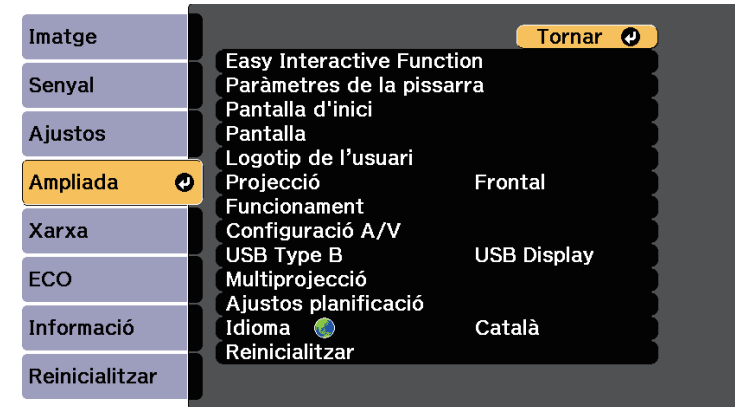 Imatge
Senyal
Ajustos
Ampliada
Xarxa
ECO
Informació
Reinicialitzar
Tornar
Easy Interactive Function
Paràmetres de la pissarra
Pantalla d'inici
Pantalla
Logotip de l’usuari
Projecció Frontal
Funcionament
Configuració A/V
USB Type B USB Display
Multiprojecció
Ajustos planificació
Idioma Català
Reinicialitzar